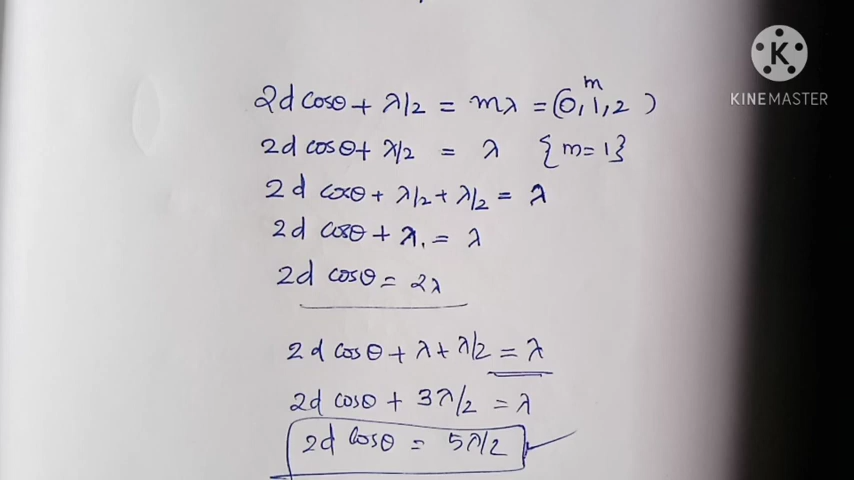 KINEMASTER
m
2d cosθ + λ/2 = mλ = (0,1,2 )
2d cosθ + λ/2 = λ {m=1}
2d cosθ + λ/2 + λ/2 = λ
2d cosθ + λ. = λ
2d cosθ = 2λ
2d cosθ + λ + λ/2 = λ
2d cosθ + 3λ/2 = λ
2d cosθ = 5λ/2